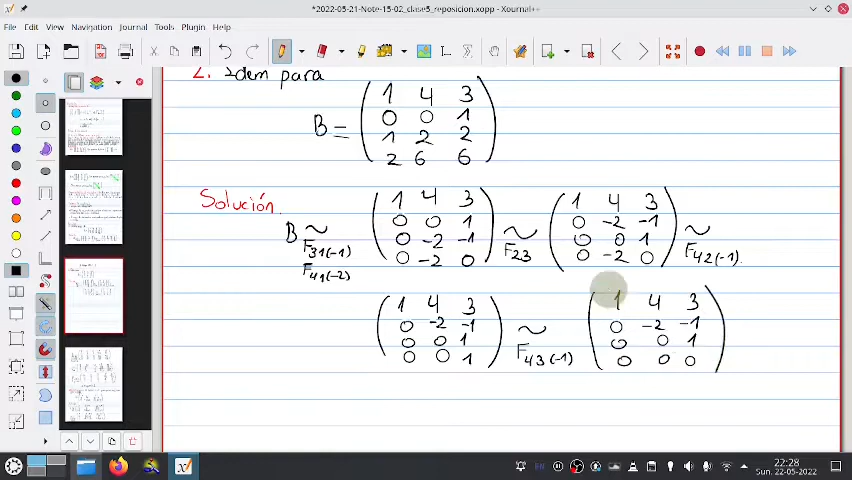 *2022-05-21-Note-15-02_clase5_reposicion.xopp - Xournal++
File Edit View Navigation Journal Tools Plugin Help
2. Idem para
B = ( 1 4 3
0 0 1
1 2 2
2 6 6 )
Solución.
B ~ F31(-1) F41(-2)
( 1 4 3
0 0 1
0 -2 -1
0 -2 0 )
~ F23
( 1 4 3
0 -2 -1
0 0 1
0 -2 0 )
~ F42(-1)
( 1 4 3
0 -2 -1
0 0 1
0 0 1 )
~ F43(-1)
( 1 4 3
0 -2 -1
0 0 1
0 0 0 )
EN
22:28
Sun. 22-05-2022